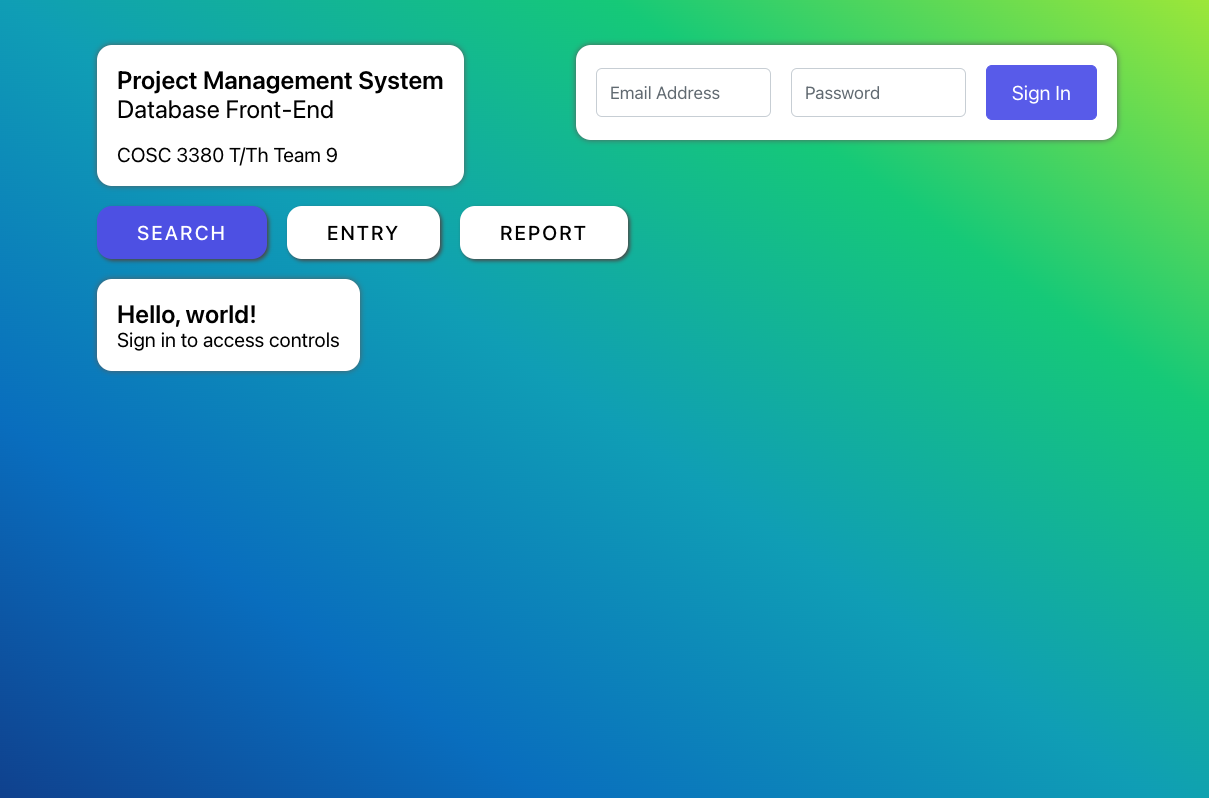 Project Management System
Database Front-End
COSC 3380 T/Th Team 9
Email Address
Password
Sign In
SEARCH
ENTRY
REPORT
Hello, world!
Sign in to access controls